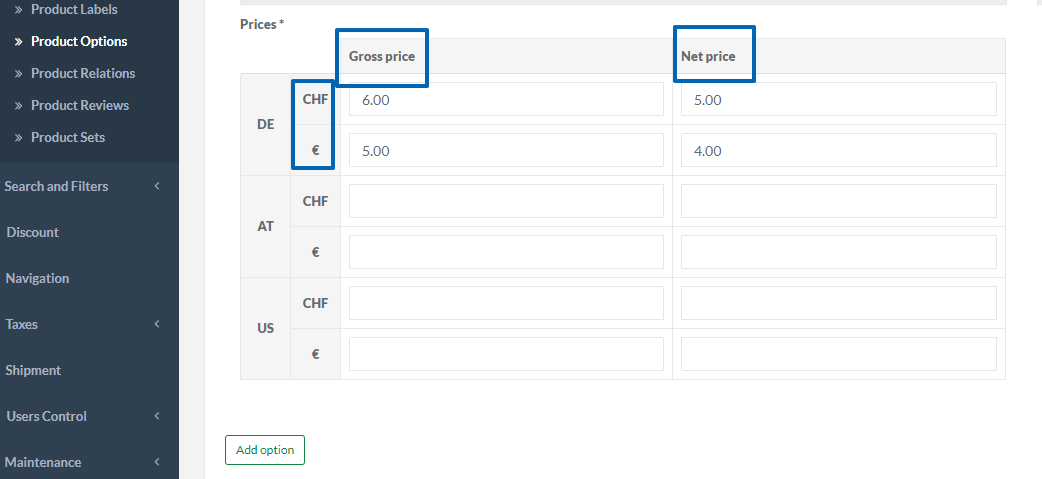 Product Labels
Product Options
Product Relations
Product Reviews
Product Sets
Search and Filters
Discount
Navigation
Taxes
Shipment
Users Control
Maintenance
Prices *
Gross price Net price
DE CHF 6.00 5.00
€ 5.00 4.00
AT CHF
€
US CHF
€
Add option